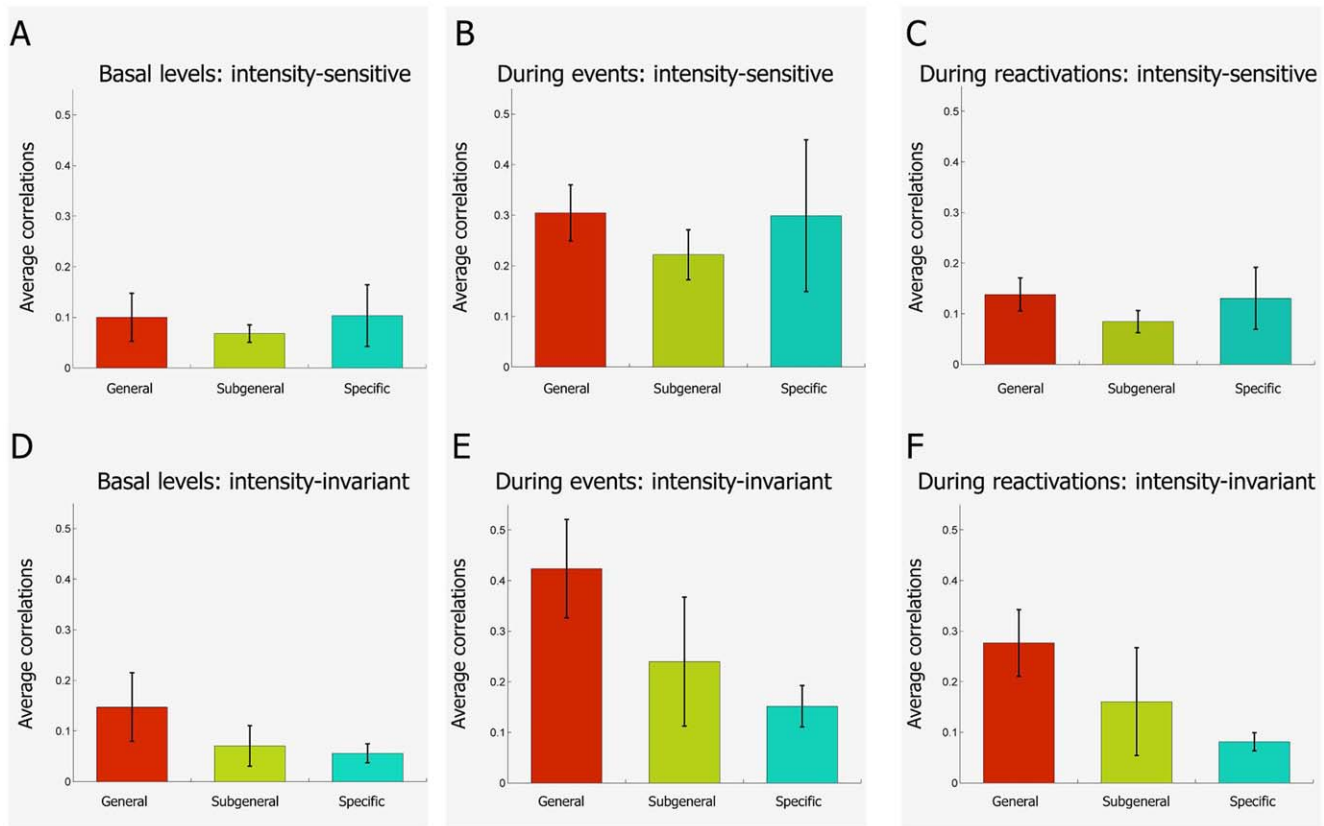 A
Basal levels: intensity-sensitive
Average correlations
0.5
0.4
0.3
0.2
0.1
0
General Subgeneral Specific
B
During events: intensity-sensitive
0.5
0.4
0.3
0.2
0.1
0
General Subgeneral Specific
C
During reactivations: intensity-sensitive
Average correlations
0.5
0.4
0.3
0.2
0.1
0
General Subgeneral Specific
D
Basal levels: intensity-invariant
Average correlations
0.5
0.4
0.3
0.2
0.1
0
General Subgeneral Specific
E
During events: intensity-invariant
Average correlations
0.5
0.4
0.3
0.2
0.1
0
General Subgeneral Specific
F
During reactivations: intensity-invariant
Average correlations
0.5
0.4
0.3
0.2
0.1
0
General Subgeneral Specific